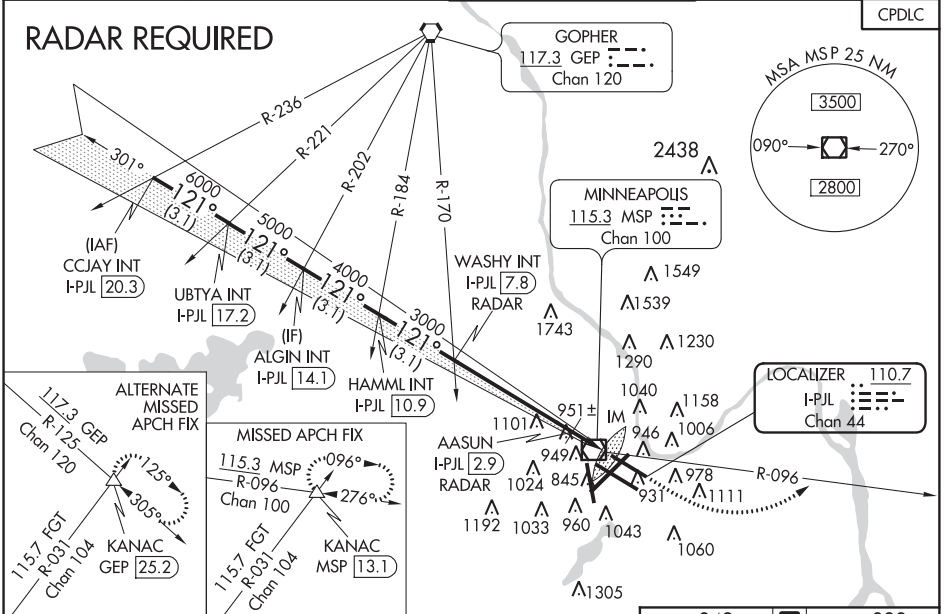 CPDLC
RADAR REQUIRED
GOPHER
117.3 GEP
Chan 120
MSA MSP 25 NM
3500
090°
270°
2800
R-236
R-221
R-202
R-184
R-170
2438
MINNEAPOLIS
115.3 MSP
Chan 100
301°
6000
121°
(3.1)
5000
121°
(3.1)
4000
121°
(3.1)
3000
121°
(3.1)
(IAF)
CCJAY INT
I-PJL 20.3
UBTYA INT
I-PJL 17.2
(IF)
ALGIN INT
I-PJL 14.1
HAMML INT
I-PJL 10.9
WASHY INT
I-PJL 7.8
RADAR
1549
1539
1743
1290
1230
LOCALIZER 110.7
I-PJL
Chan 44
1040
1158
951±
IM
1101
946
1006
AASUN
I-PJL 2.9
RADAR
949
1024
845
931
978
1111
R-096
1192
1033
960
1043
1060
1305
ALTERNATE
MISSED
APCH FIX
117.3 GEP
R-125
Chan 120
125°
305°
115.7 FGT
R-031
Chan 104
KANAC
GEP 25.2
MISSED APCH FIX
115.3 MSP
R-096
Chan 100
096°
276°
115.7 FGT
R-031
Chan 104
KANAC
MSP 13.1